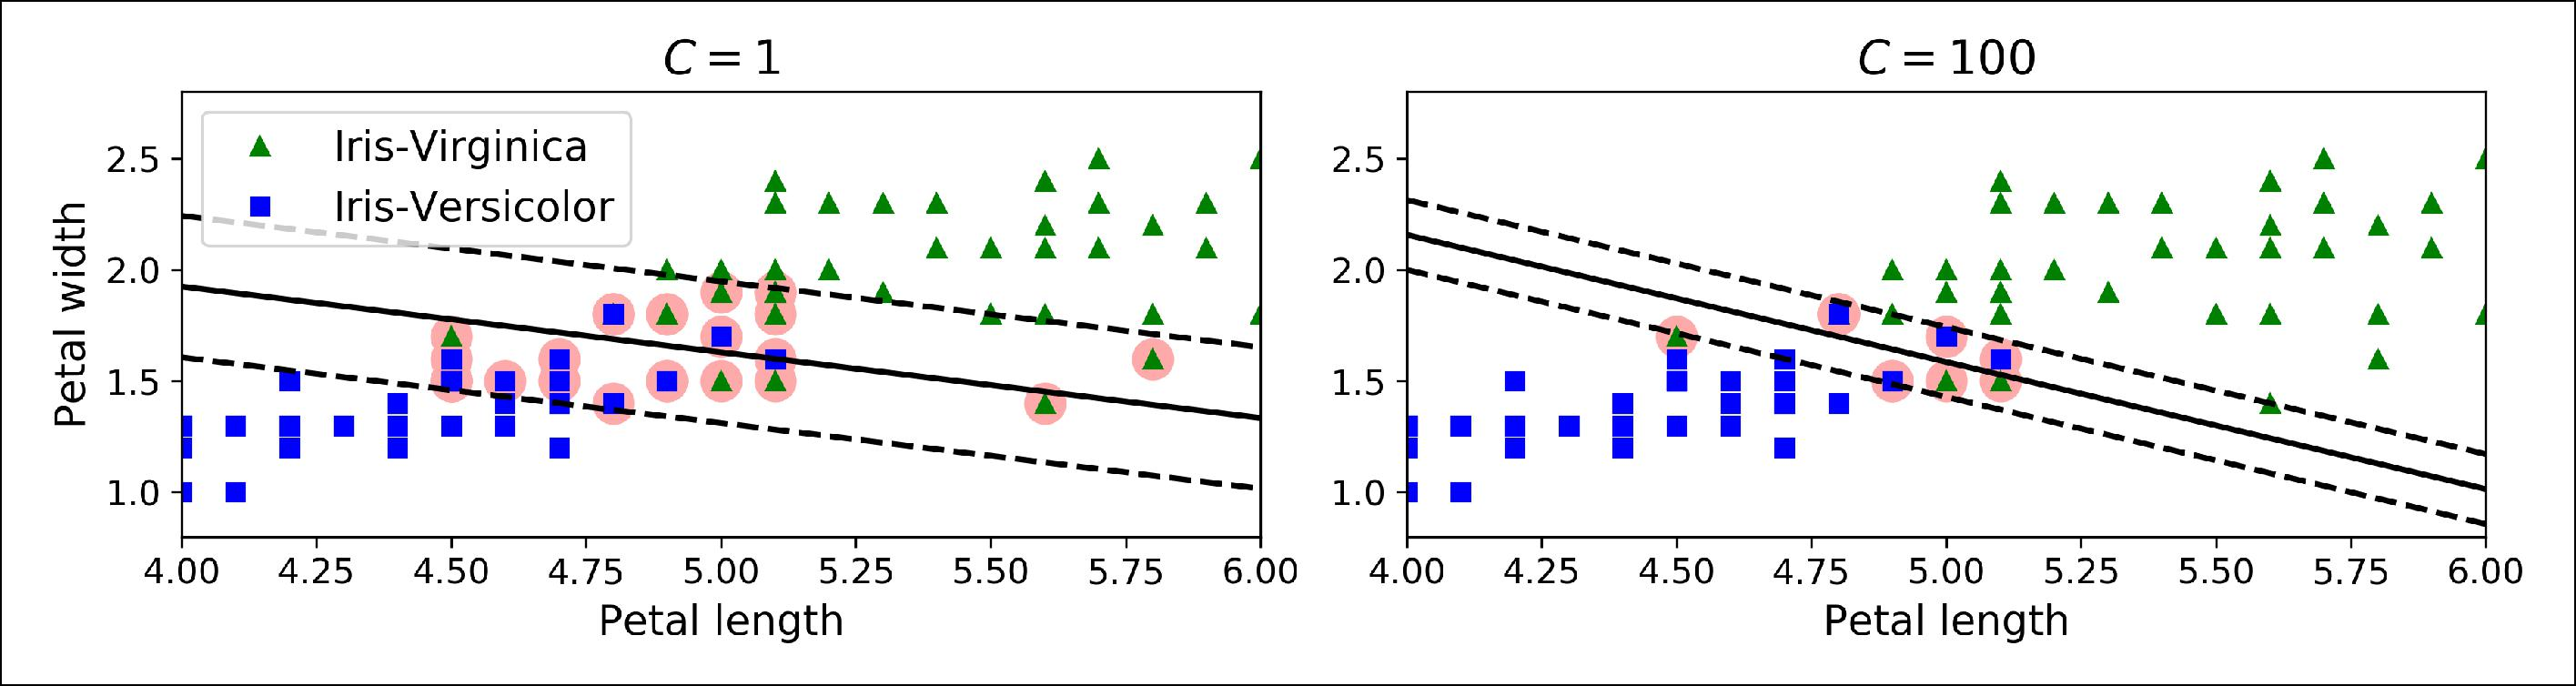 C = 1
Iris-Virginica
Iris-Versicolor
2.5
2.0
1.5
1.0
Petal width
4.00 4.25 4.50 4.75 5.00 5.25 5.50 5.75 6.00
Petal length
C = 100
2.5
2.0
1.5
1.0
4.00 4.25 4.50 4.75 5.00 5.25 5.50 5.75 6.00
Petal length